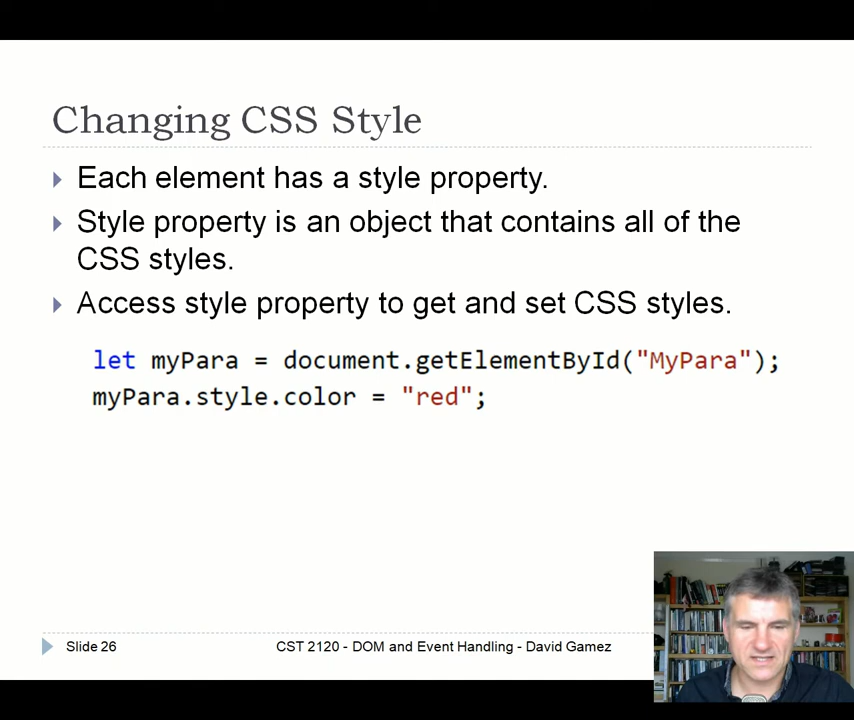 Changing CSS Style
Each element has a style property.
Style property is an object that contains all of the
CSS styles.
Access style property to get and set CSS styles.
let myPara = document.getElementById("MyPara");
myPara.style.color = "red";
Slide 26
CST 2120 - DOM and Event Handling - David Gamez